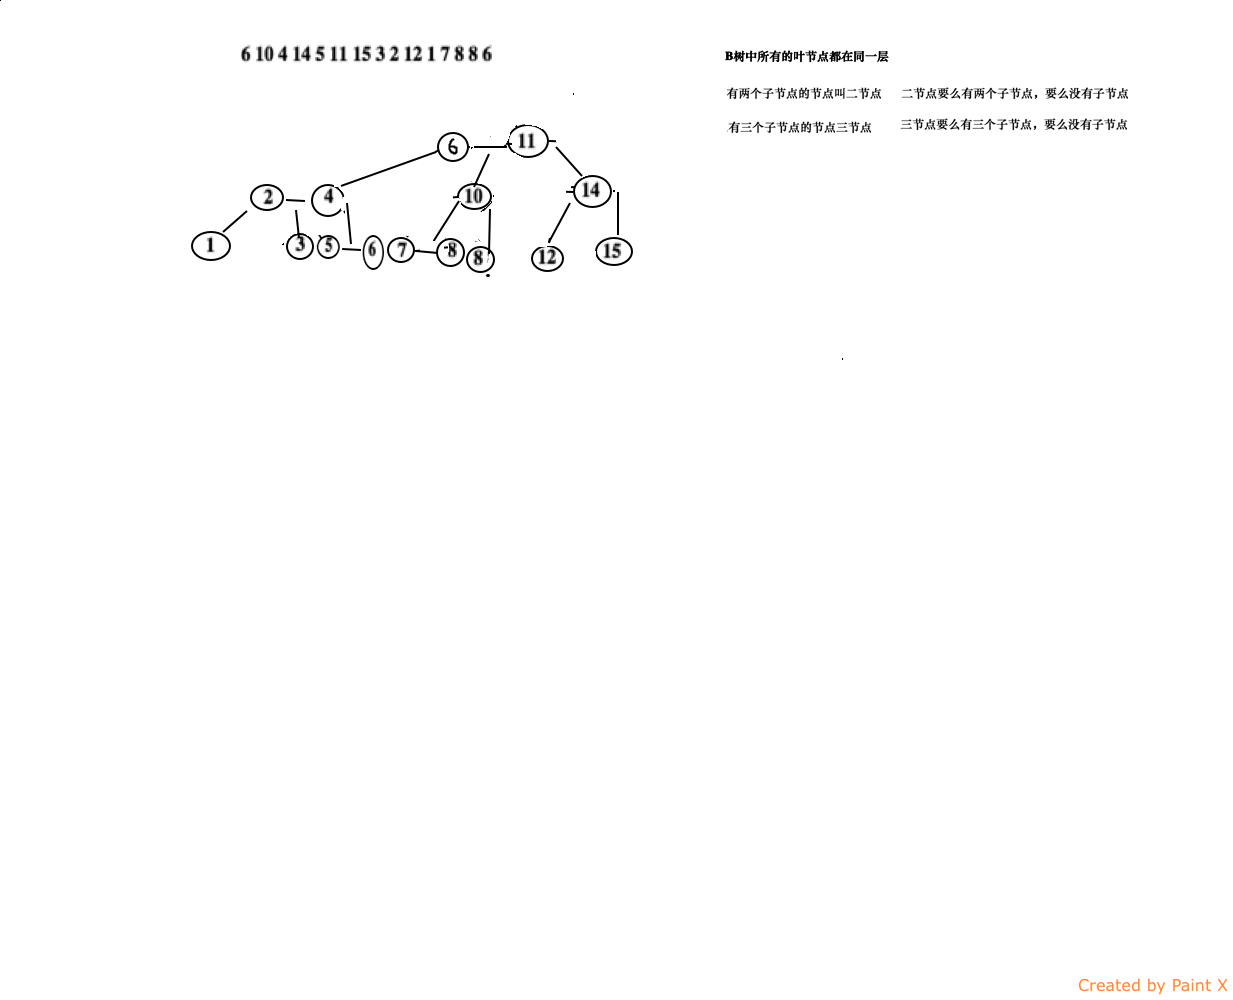 6 10 4 14 5 11 15 3 2 12 1 7 8 8 6
B树中所有的叶节点都在同一层
有两个子节点的节点叫二节点 二节点要么有两个子节点，要么没有子节点
有三个子节点的节点三节点 三节点要么有三个子节点，要么没有子节点
6 11
2 4 10 14
1 3 5 6 7 8 8 12 15
Created by Paint X